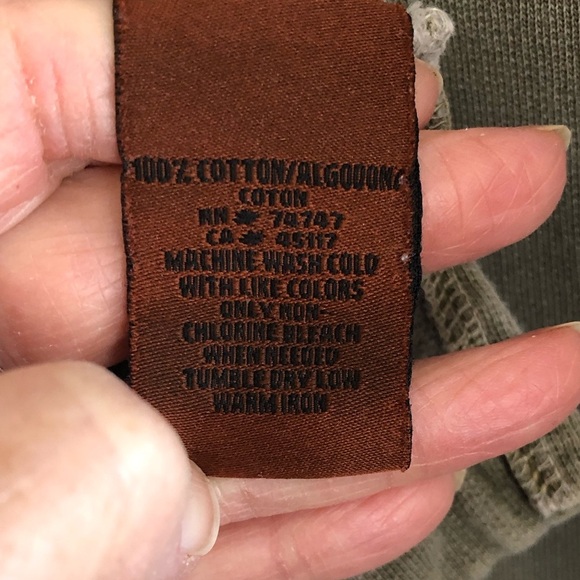 100% COTTON/ALGODON/
COTON
RN# 74747
CA# 45117
MACHINE WASH COLD
WITH LIKE COLORS
ONLY NON-
CHLORINE BLEACH
WHEN NEEDED
TUMBLE DRY LOW
WARM IRON